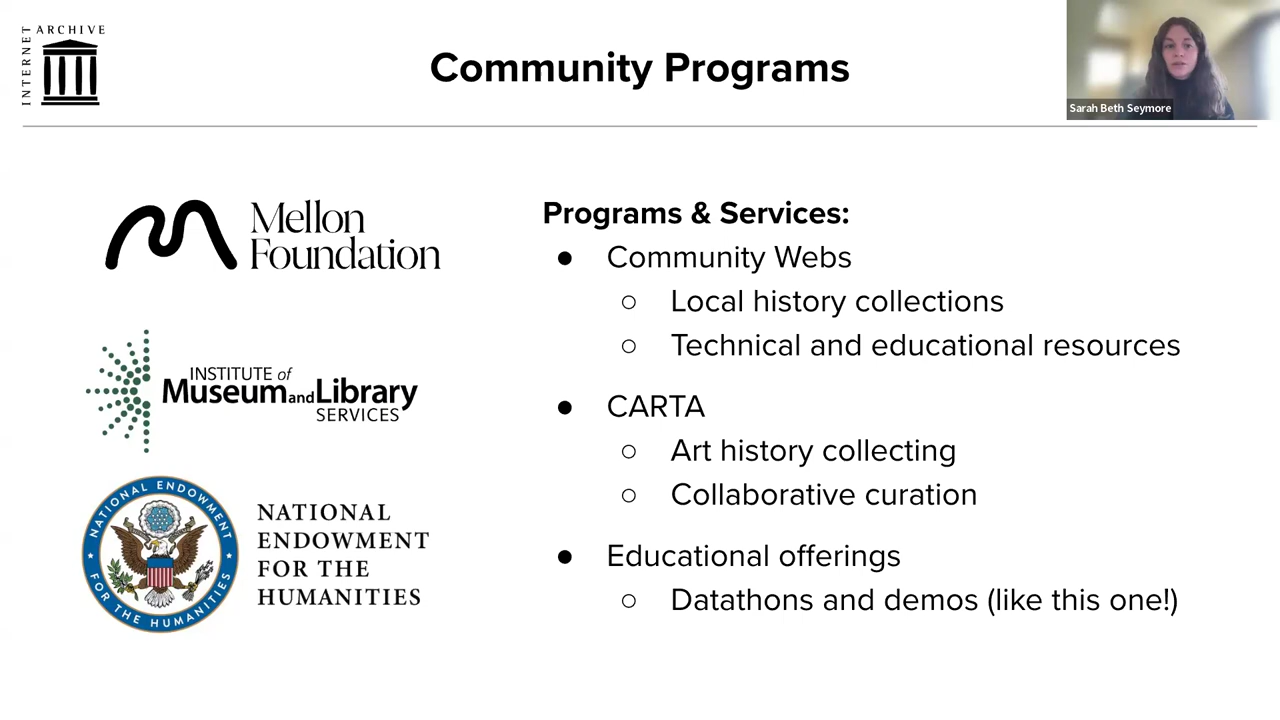 INTERNET ARCHIVE
Community Programs
Sarah Beth Seymore
Mellon
Foundation
INSTITUTE of
Museum and Library
SERVICES
NATIONAL ENDOWMENT
FOR THE HUMANITIES
NATIONAL
ENDOWMENT
FOR THE
HUMANITIES
Programs & Services:
● Community Webs
○ Local history collections
○ Technical and educational resources
● CARTA
○ Art history collecting
○ Collaborative curation
● Educational offerings
○ Datathons and demos (like this one!)